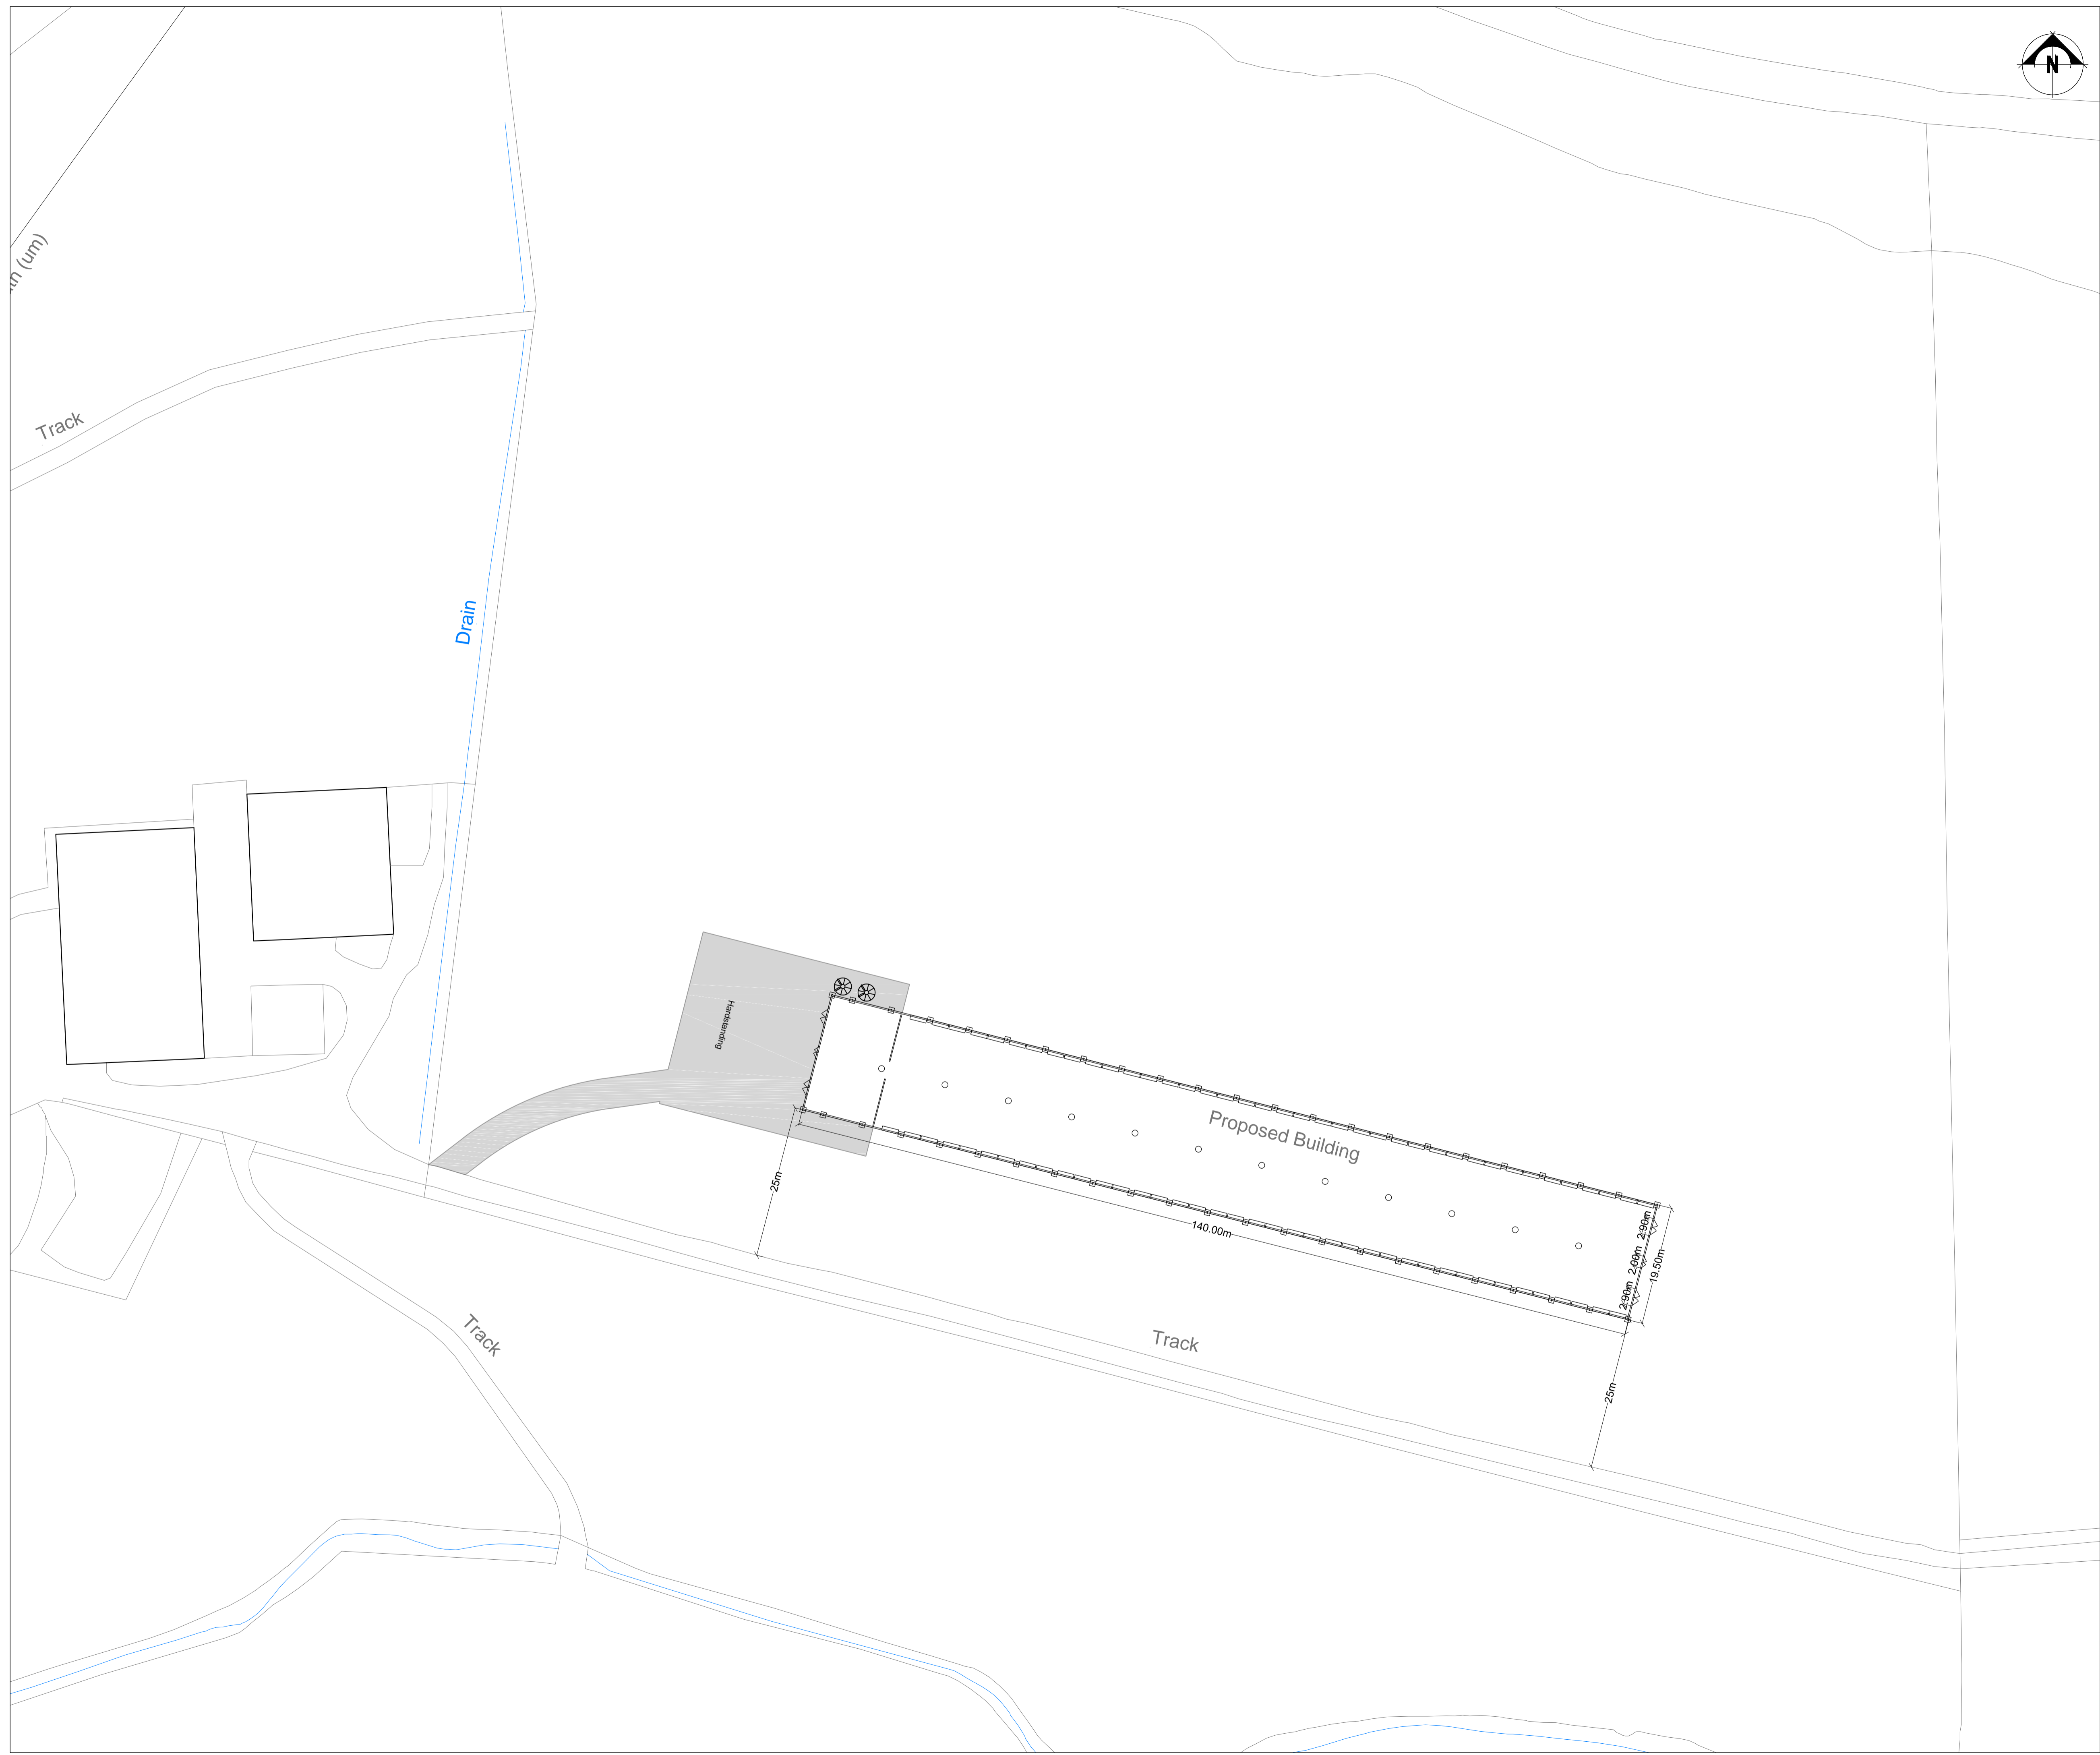 N
(um)
Track
Drain
Hardstanding
Proposed Building
25m
140.00m
2.90m
2.00m
2.90m
19.50m
25m
Track
Track